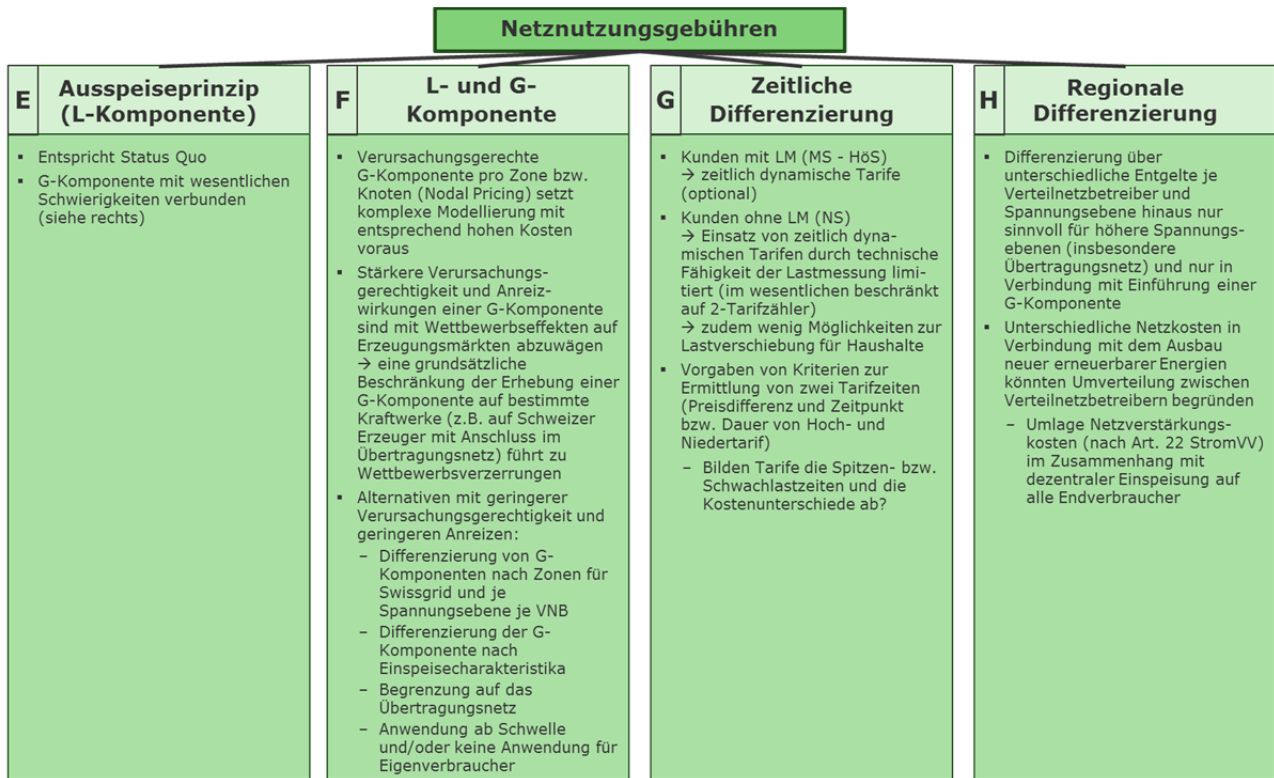 Netznutzungsgebühren
E
Ausspeiseprinzip
(L-Komponente)
▪ Entspricht Status Quo
▪ G-Komponente mit wesentlichen
Schwierigkeiten verbunden
(siehe rechts)
F
L- und G-
Komponente
▪ Verursachungsgerechte
G-Komponente pro Zone bzw.
Knoten (Nodal Pricing) setzt
komplexe Modellierung mit
entsprechend hohen Kosten
voraus
▪ Stärkere Verursachungs-
gerechtigkeit und Anreiz-
wirkungen einer G-Komponente
sind mit Wettbewerbseffekten auf
Erzeugungsmärkten abzuwägen
→ eine grundsätzliche
Beschränkung der Erhebung einer
G-Komponente auf bestimmte
Kraftwerke (z.B. auf Schweizer
Erzeuger mit Anschluss im
Übertragungsnetz) führt zu
Wettbewerbsverzerrungen
▪ Alternativen mit geringerer
Verursachungsgerechtigkeit und
geringeren Anreizen:
– Differenzierung von G-
Komponenten nach Zonen für
Swissgrid und je
Spannungsebene je VNB
– Differenzierung der G-
Komponente nach
Einspeisecharakteristika
– Begrenzung auf das
Übertragungsnetz
– Anwendung ab Schwelle
und/oder keine Anwendung für
Eigenverbraucher
G
Zeitliche
Differenzierung
▪ Kunden mit LM (MS - HöS)
→ zeitlich dynamische Tarife
(optional)
▪ Kunden ohne LM (NS)
→ Einsatz von zeitlich dyna-
mischen Tarifen durch technische
Fähigkeit der Lastmessung limi-
tiert (im wesentlichen beschränkt
auf 2-Tarifzähler)
→ zudem wenig Möglichkeiten zur
Lastverschiebung für Haushalte
▪ Vorgaben von Kriterien zur
Ermittlung von zwei Tarifzeiten
(Preisdifferenz und Zeitpunkt
bzw. Dauer von Hoch- und
Niedertarif)
– Bilden Tarife die Spitzen- bzw.
Schwachlastzeiten und die
Kostenunterschiede ab?
H
Regionale
Differenzierung
▪ Differenzierung über
unterschiedliche Entgelte je
Verteilnetzbetreiber und
Spannungsebene hinaus nur
sinnvoll für höhere Spannungs-
ebenen (insbesondere
Übertragungsnetz) und nur in
Verbindung mit Einführung einer
G-Komponente
▪ Unterschiedliche Netzkosten in
Verbindung mit dem Ausbau
neuer erneuerbarer Energien
könnten Umverteilung zwischen
Verteilnetzbetreibern begründen
– Umlage Netzverstärkungs-
kosten (nach Art. 22 StromVV)
im Zusammenhang mit
dezentraler Einspeisung auf
alle Endverbraucher